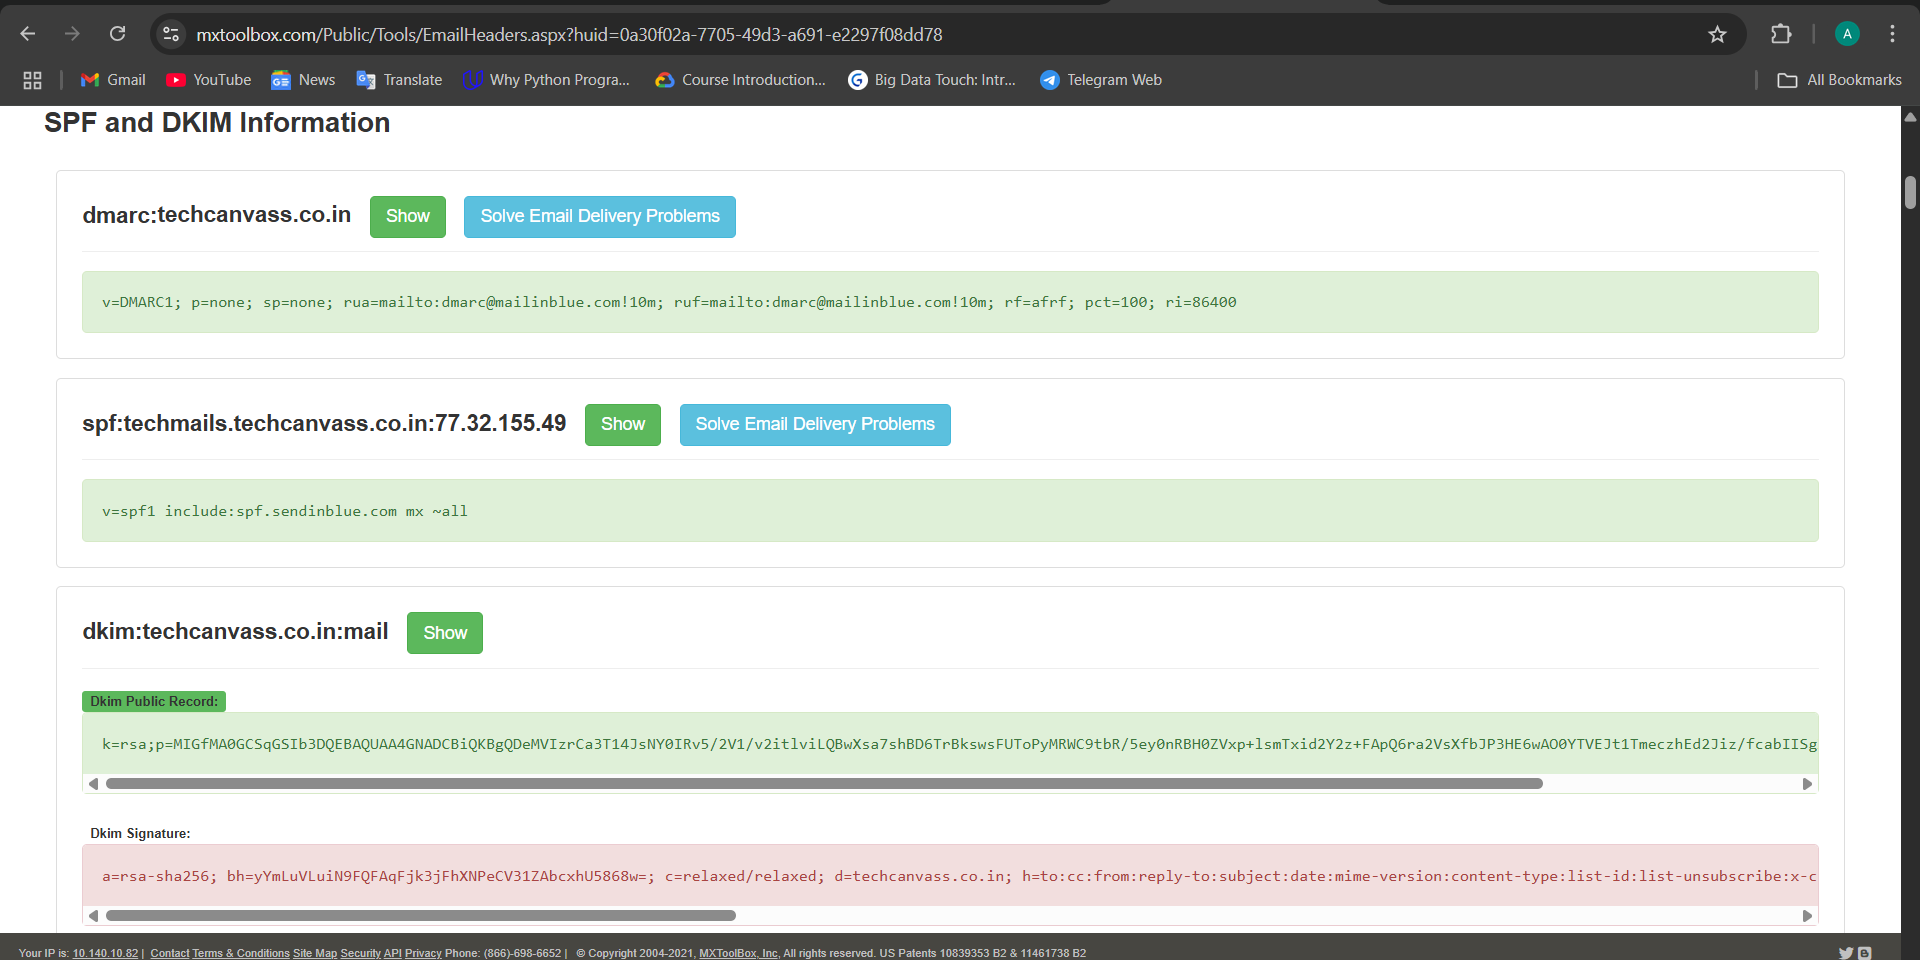 mxtoolbox.com/Public/Tools/EmailHeaders.aspx?huid=0a30f02a-7705-49d3-a691-e2297f08dd78
A
Gmail YouTube News Translate Why Python Progra... Course Introduction... Big Data Touch: Intr... Telegram Web All Bookmarks
SPF and DKIM Information
dmarc:techcanvass.co.in Show Solve Email Delivery Problems
v=DMARC1; p=none; sp=none; rua=mailto:dmarc@mailinblue.com!10m; ruf=mailto:dmarc@mailinblue.com!10m; rf=afrf; pct=100; ri=86400
spf:techmails.techcanvass.co.in:77.32.155.49 Show Solve Email Delivery Problems
v=spf1 include:spf.sendinblue.com mx ~all
dkim:techcanvass.co.in:mail Show
Dkim Public Record:
k=rsa;p=MIGfMA0GCSqGSIb3DQEBAQUAA4GNADCBiQKBgQDeMVIzrCa3T14JsNY0IRv5/2V1/v2itlviLQBwXsa7shBD6TrBkswsFUToPyMRWC9tbR/5ey0nRBH0ZVxp+lsmTxid2Y2z+FApQ6ra2VsXfbJP3HE6wAO0YTVEJt1TmeczhEd2Jiz/fcabIISg
Dkim Signature:
a=rsa-sha256; bh=yYmLuVLuiN9FQFAqFjk3jFhXNPeCV31ZAbcxhU5868w=; c=relaxed/relaxed; d=techcanvass.co.in; h=to:cc:from:reply-to:subject:date:mime-version:content-type:list-id:list-unsubscribe:x-c
Your IP is: 10.140.10.82 | Contact Terms & Conditions Site Map Security API Privacy Phone: (866)-698-6652 | © Copyright 2004-2021, MXToolBox, Inc, All rights reserved. US Patents 10839353 B2 & 11461738 B2